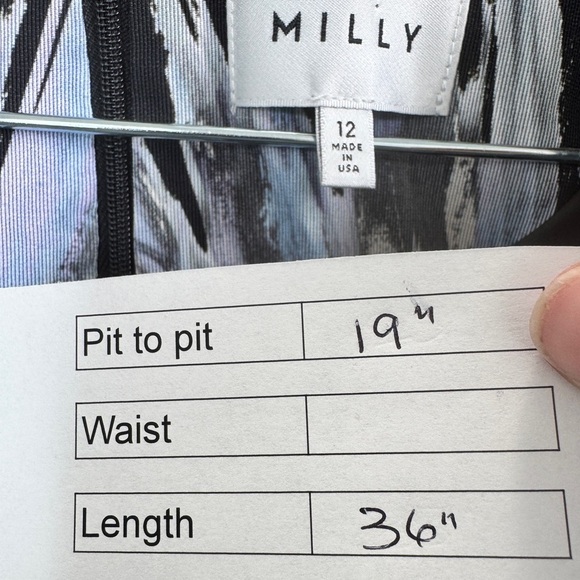 MILLY
12
MADE
IN
USA
Pit to pit 19"
Waist
Length 36"